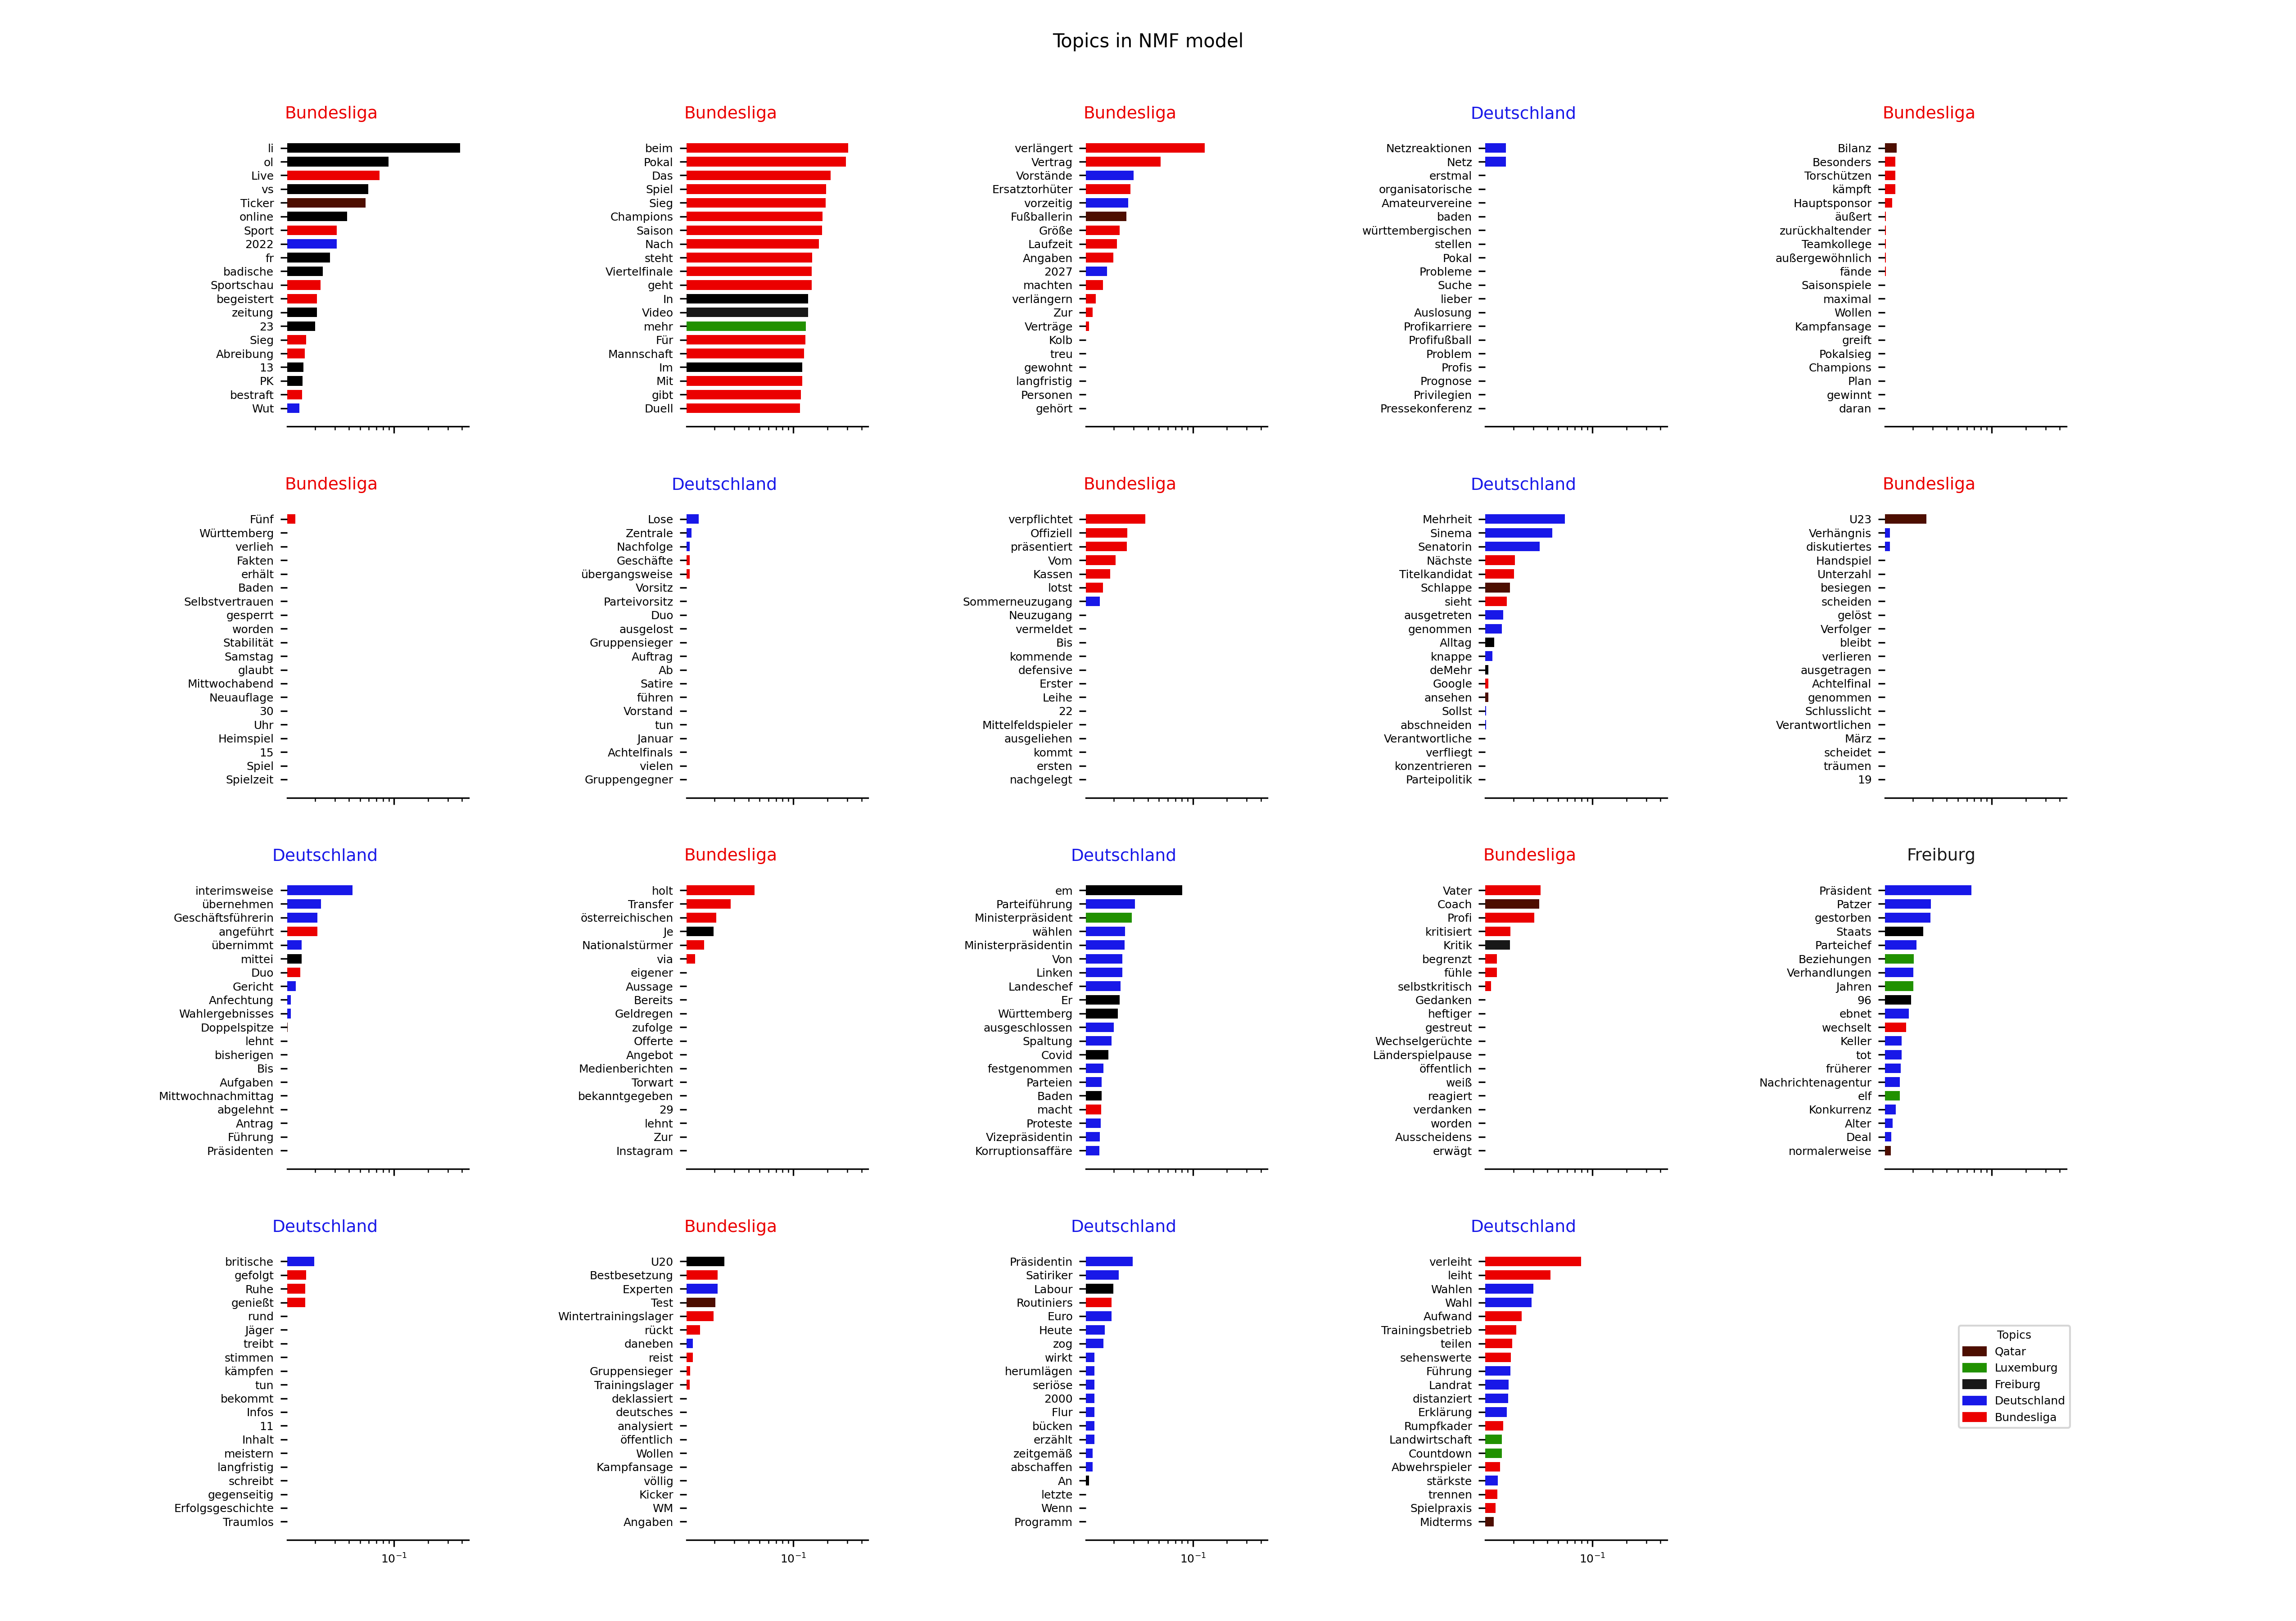 Topics in NMF model
Bundesliga
li
ol
Live
vs
Ticker
online
Sport
2022
fr
badische
Sportschau
begeistert
zeitung
23
Sieg
Abreibung
13
PK
bestraft
Wut
Bundesliga
beim
Pokal
Das
Spiel
Sieg
Champions
Saison
Nach
steht
Viertelfinale
geht
In
Video
mehr
Für
Mannschaft
Im
Mit
gibt
Duell
Bundesliga
verlängert
Vertrag
Vorstände
Ersatztorhüter
vorzeitig
Fußballerin
Größe
Laufzeit
Angaben
2027
machten
verlängern
Zur
Verträge
Kolb
treu
gewohnt
langfristig
Personen
gehört
Deutschland
Netzreaktionen
Netz
erstmal
organisatorische
Amateurvereine
baden
württembergischen
stellen
Pokal
Probleme
Suche
lieber
Auslosung
Profikarriere
Profifußball
Problem
Profis
Prognose
Privilegien
Pressekonferenz
Bundesliga
Bilanz
Besonders
Torschützen
kämpft
Hauptsponsor
äußert
zurückhaltender
Teamkollege
außergewöhnlich
fände
Saisonspiele
maximal
Wollen
Kampfansage
greift
Pokalsieg
Champions
Plan
gewinnt
daran
Bundesliga
Fünf
Württemberg
verlieh
Fakten
erhält
Baden
Selbstvertrauen
gesperrt
worden
Stabilität
Samstag
glaubt
Mittwochabend
Neuauflage
30
Uhr
Heimspiel
15
Spiel
Spielzeit
Deutschland
Lose
Zentrale
Nachfolge
Geschäfte
übergangsweise
Vorsitz
Parteivorsitz
Duo
ausgelost
Gruppensieger
Auftrag
Ab
Satire
führen
Vorstand
tun
Januar
Achtelfinals
vielen
Gruppengegner
Bundesliga
verpflichtet
Offiziell
präsentiert
Vom
Kassen
lotst
Sommerneuzugang
Neuzugang
vermeldet
Bis
kommende
defensive
Erster
Leihe
22
Mittelfeldspieler
ausgeliehen
kommt
ersten
nachgelegt
Deutschland
Mehrheit
Sinema
Senatorin
Nächste
Titelkandidat
Schlappe
sieht
ausgetreten
genommen
Alltag
knappe
deMehr
Google
ansehen
Sollst
abschneiden
Verantwortliche
verfliegt
konzentrieren
Parteipolitik
Bundesliga
U23
Verhängnis
diskutiertes
Handspiel
Unterzahl
besiegen
scheiden
gelöst
Verfolger
bleibt
verlieren
ausgetragen
Achtelfinal
genommen
Schlusslicht
Verantwortlichen
März
scheidet
träumen
19
Deutschland
interimsweise
übernehmen
Geschäftsführerin
angeführt
übernimmt
mittei
Duo
Gericht
Anfechtung
Wahlergebnisses
Doppelspitze
lehnt
bisherigen
Bis
Aufgaben
Mittwochnachmittag
abgelehnt
Antrag
Führung
Präsidenten
Bundesliga
holt
Transfer
österreichischen
Je
Nationalstürmer
via
eigener
Aussage
Bereits
Geldregen
zufolge
Offerte
Angebot
Medienberichten
Torwart
bekanntgegeben
29
lehnt
Zur
Instagram
Deutschland
em
Parteiführung
Ministerpräsident
wählen
Ministerpräsidentin
Von
Linken
Landeschef
Er
Württemberg
ausgeschlossen
Spaltung
Covid
festgenommen
Parteien
Baden
macht
Proteste
Vizepräsidentin
Korruptionsaffäre
Bundesliga
Vater
Coach
Profi
kritisiert
Kritik
begrenzt
fühle
selbstkritisch
Gedanken
heftiger
gestreut
Wechselgerüchte
Länderspielpause
öffentlich
weiß
reagiert
verdanken
worden
Ausscheidens
erwägt
Freiburg
Präsident
Patzer
gestorben
Staats
Parteichef
Beziehungen
Verhandlungen
Jahren
96
ebnet
wechselt
Keller
tot
früherer
Nachrichtenagentur
elf
Konkurrenz
Alter
Deal
normalerweise
Deutschland
britische
gefolgt
Ruhe
genießt
rund
Jäger
treibt
stimmen
kämpfen
tun
bekommt
Infos
11
Inhalt
meistern
langfristig
schreibt
gegenseitig
Erfolgsgeschichte
Traumlos
10⁻¹
Bundesliga
U20
Bestbesetzung
Experten
Test
Wintertrainingslager
rückt
daneben
reist
Gruppensieger
Trainingslager
deklassiert
deutsches
analysiert
öffentlich
Wollen
Kampfansage
völlig
Kicker
WM
Angaben
10⁻¹
Deutschland
Präsidentin
Satiriker
Labour
Routiniers
Euro
Heute
zog
wirkt
herumlägen
seriöse
2000
Flur
bücken
erzählt
zeitgemäß
abschaffen
An
letzte
Wenn
Programm
10⁻¹
Deutschland
verleiht
leiht
Wahlen
Wahl
Aufwand
Trainingsbetrieb
teilen
sehenswerte
Führung
Landrat
distanziert
Erklärung
Rumpfkader
Landwirtschaft
Countdown
Abwehrspieler
stärkste
trennen
Spielpraxis
Midterms
10⁻¹
Topics
Qatar
Luxemburg
Freiburg
Deutschland
Bundesliga